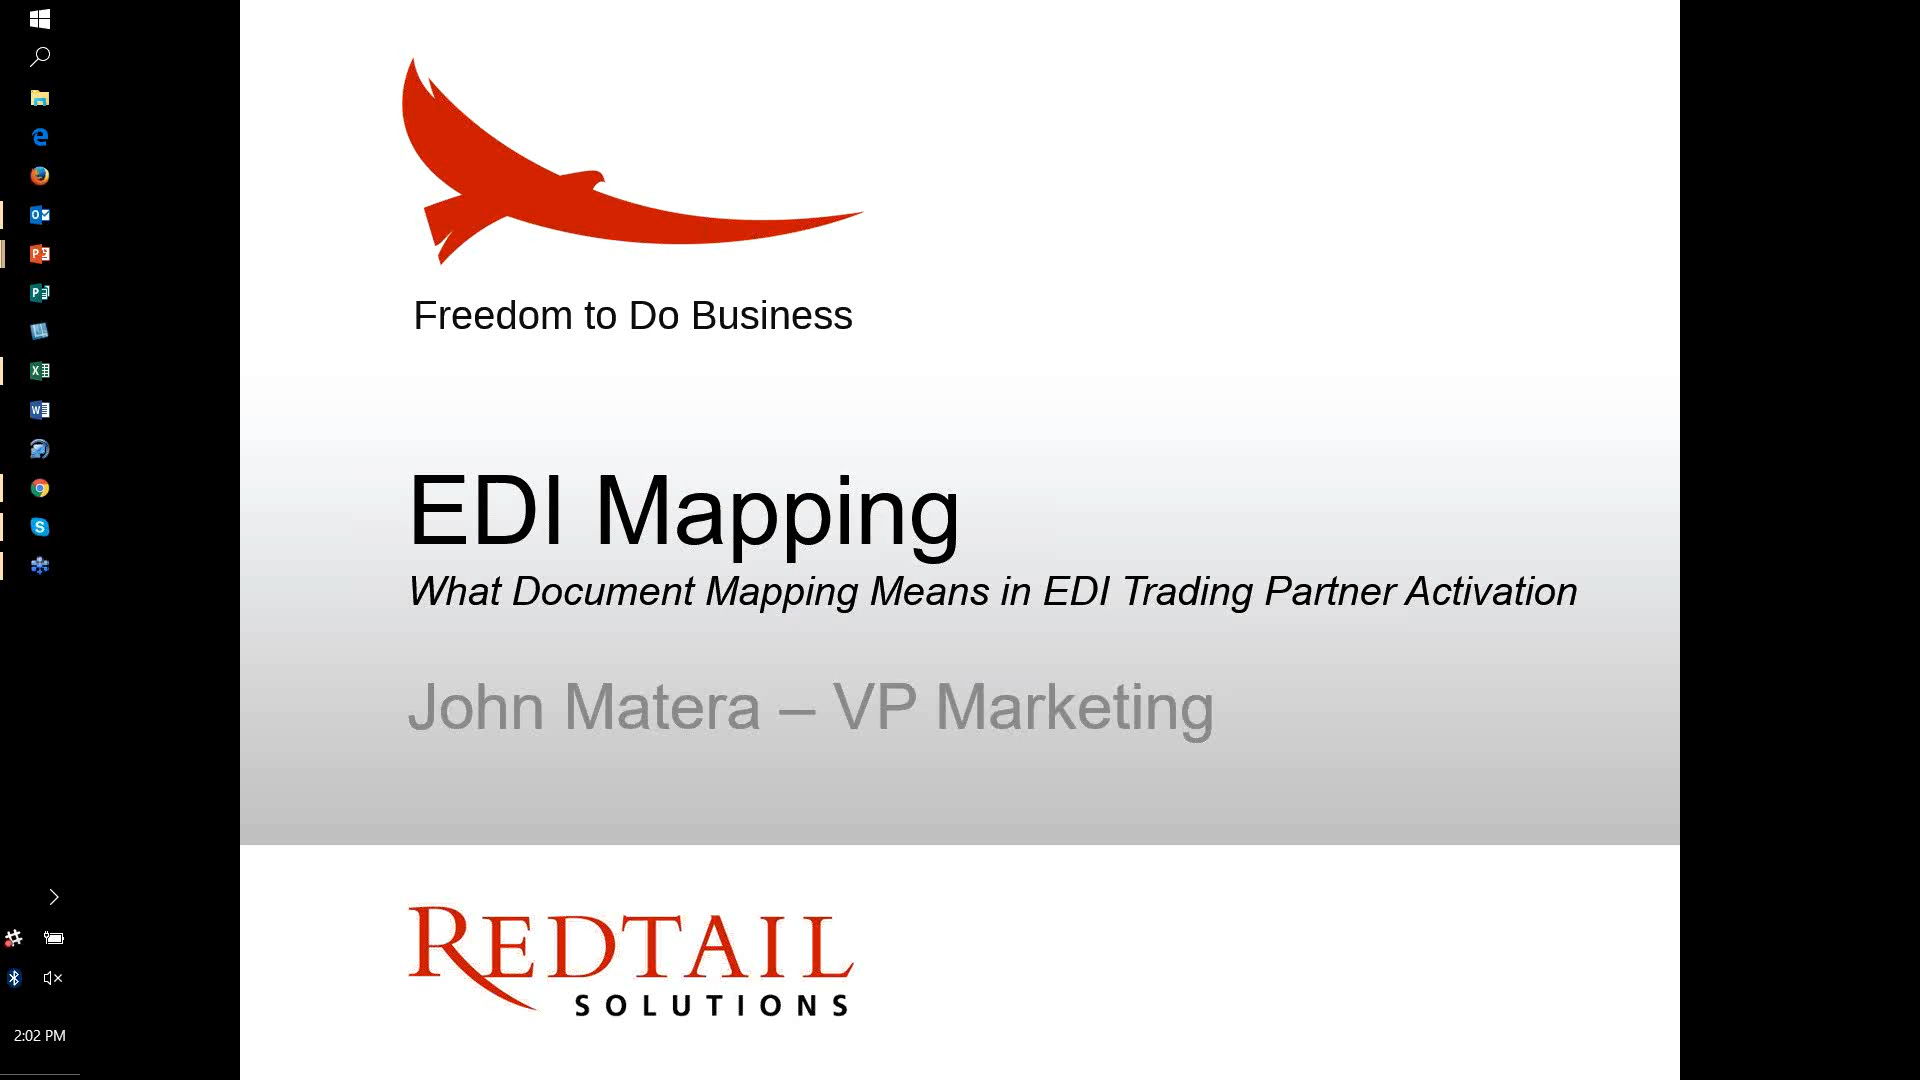 Freedom to Do Business
EDI Mapping
What Document Mapping Means in EDI Trading Partner Activation
John Matera – VP Marketing
REDTAIL
SOLUTIONS
2:02 PM